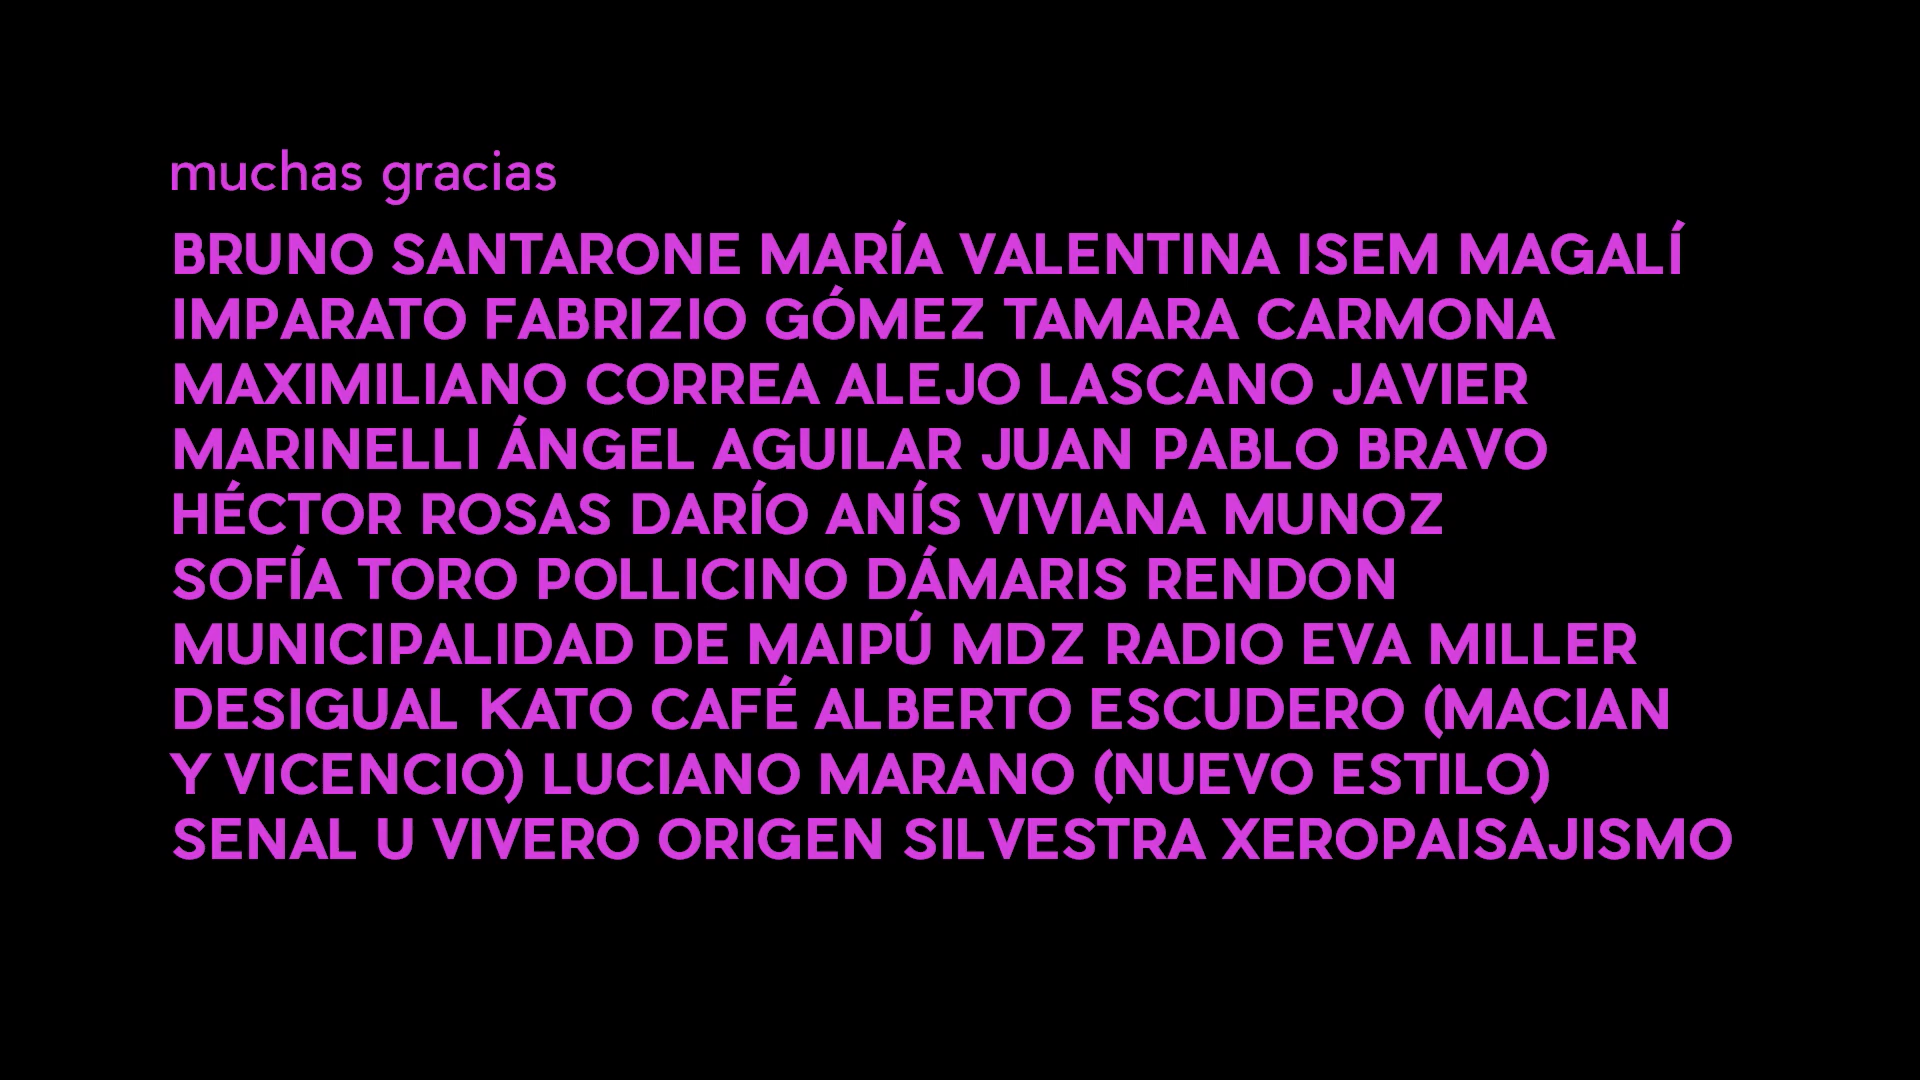 muchas gracias
BRUNO SANTARONE MARÍA VALENTINA ISEM MAGALÍ
IMPARATO FABRIZIO GÓMEZ TAMARA CARMONA
MAXIMILIANO CORREA ALEJO LASCANO JAVIER
MARINELLI ÁNGEL AGUILAR JUAN PABLO BRAVO
HÉCTOR ROSAS DARÍO ANÍS VIVIANA MUNOZ
SOFÍA TORO POLLICINO DÁMARIS RENDON
MUNICIPALIDAD DE MAIPÚ MDZ RADIO EVA MILLER
DESIGUAL KATO CAFÉ ALBERTO ESCUDERO (MACIAN
Y VICENCIO) LUCIANO MARANO (NUEVO ESTILO)
SENAL U VIVERO ORIGEN SILVESTRA XEROPAISAJISMO